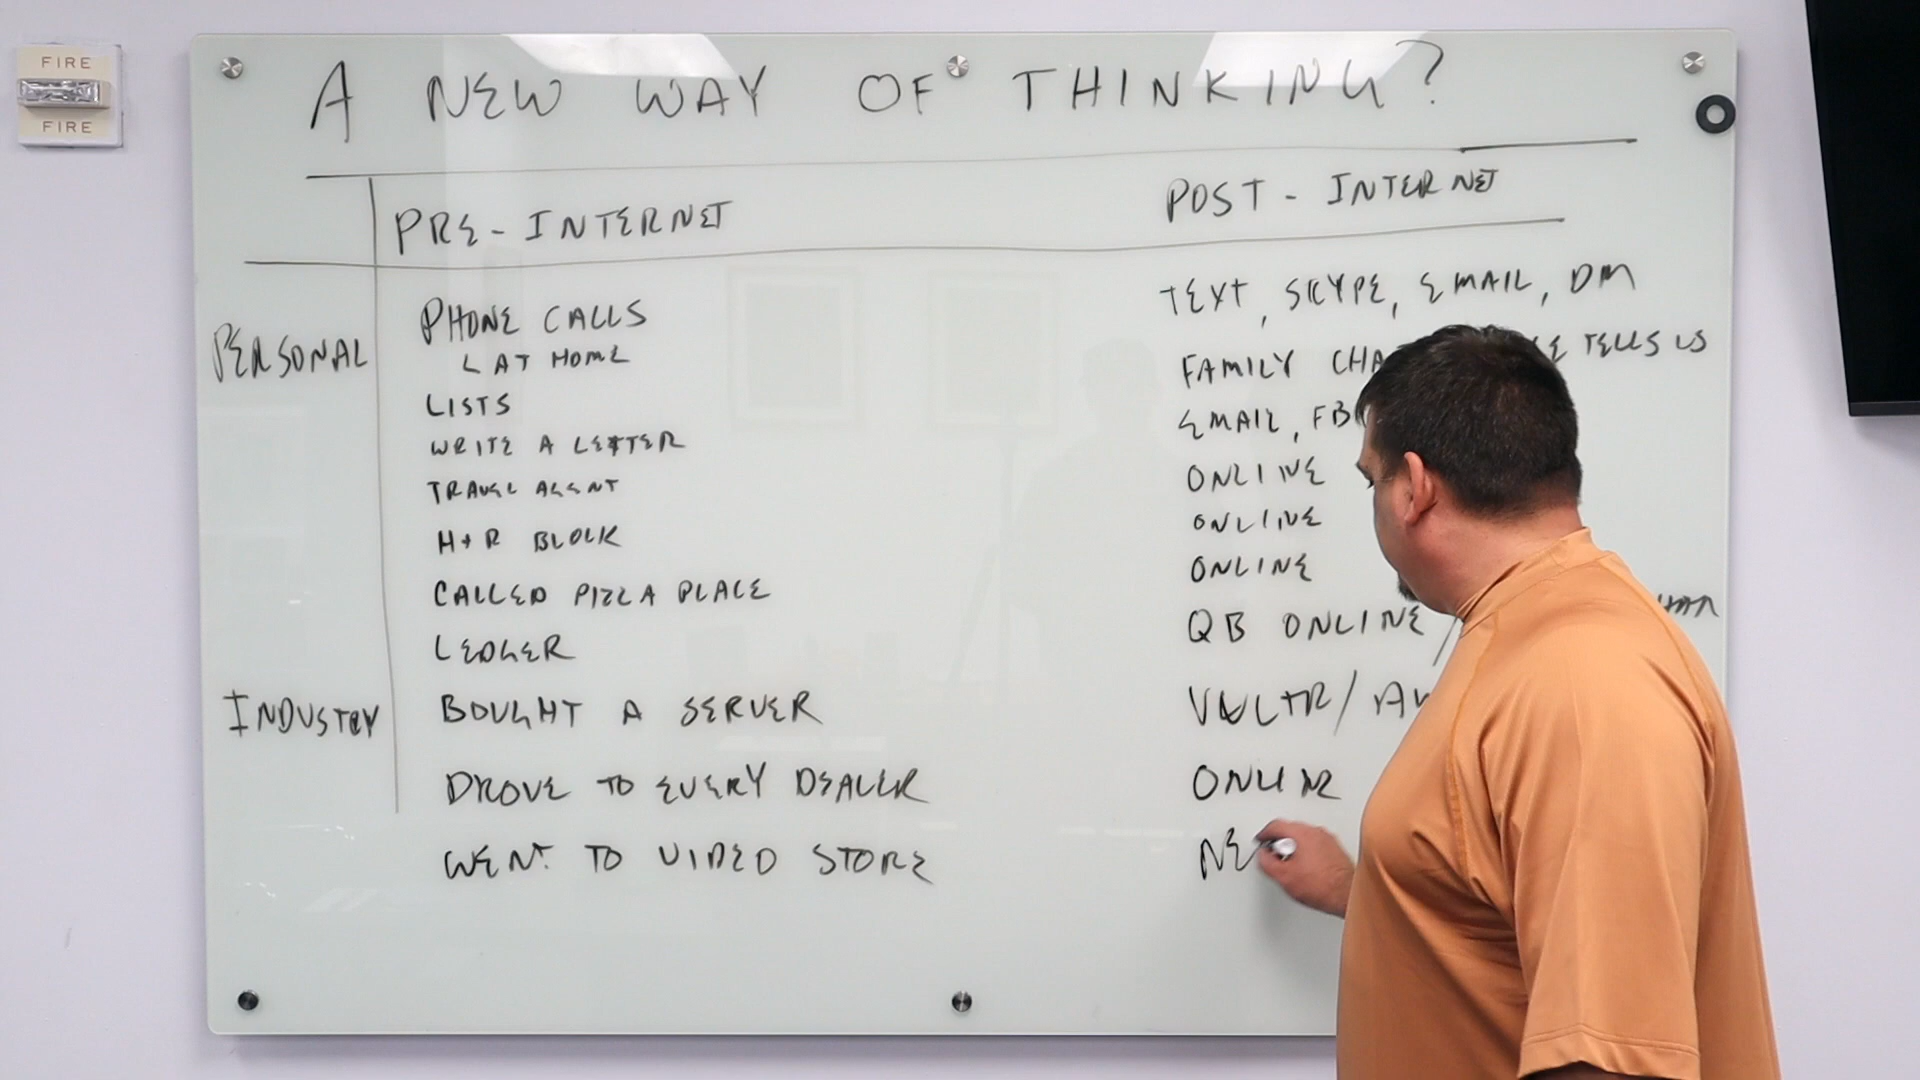 FIRE
FIRE
A NEW WAY OF THINKING?
PRE-INTERNET POST-INTERNET
PERSONAL
PHONE CALLS TEXT, SKYPE, EMAIL, DM
L AT HOME
LISTS FAMILY TELLS US
WRITE A LETTER EMAIL, FB
TRAVEL AGENT ONLINE
H+R BLOCK ONLINE
CALLED PIZZA PLACE ONLINE
LEDGER QB ONLINE /
INDUSTRY
BOUGHT A SERVER VULTR/
DROVE TO EVERY DEALER ONLINE
WENT TO VIDEO STORE NE